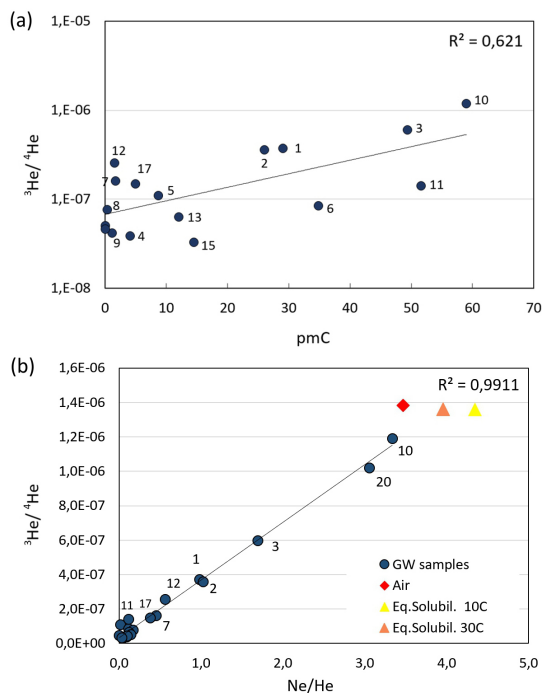 (a)
1,E-05
R² = 0,621
10
1,E-06
3
12
1
2
7
17
11
³He/ ⁴He
1,E-07
5
8
13
6
9
4
15
1,E-08
0
10
20
30
40
50
60
70
pmC
(b)
1,6E-06
R² = 0,9911
1,4E-06
1,2E-06
10
1,0E-06
20
³He/ ⁴He
8,0E-07
6,0E-07
3
1
GW samples
4,0E-07
12
2
Air
11
17
2,0E-07
7
Eq.Solubil. 10C
Eq.Solubil. 30C
0,0E+00
0,0
1,0
2,0
3,0
4,0
5,0
Ne/He